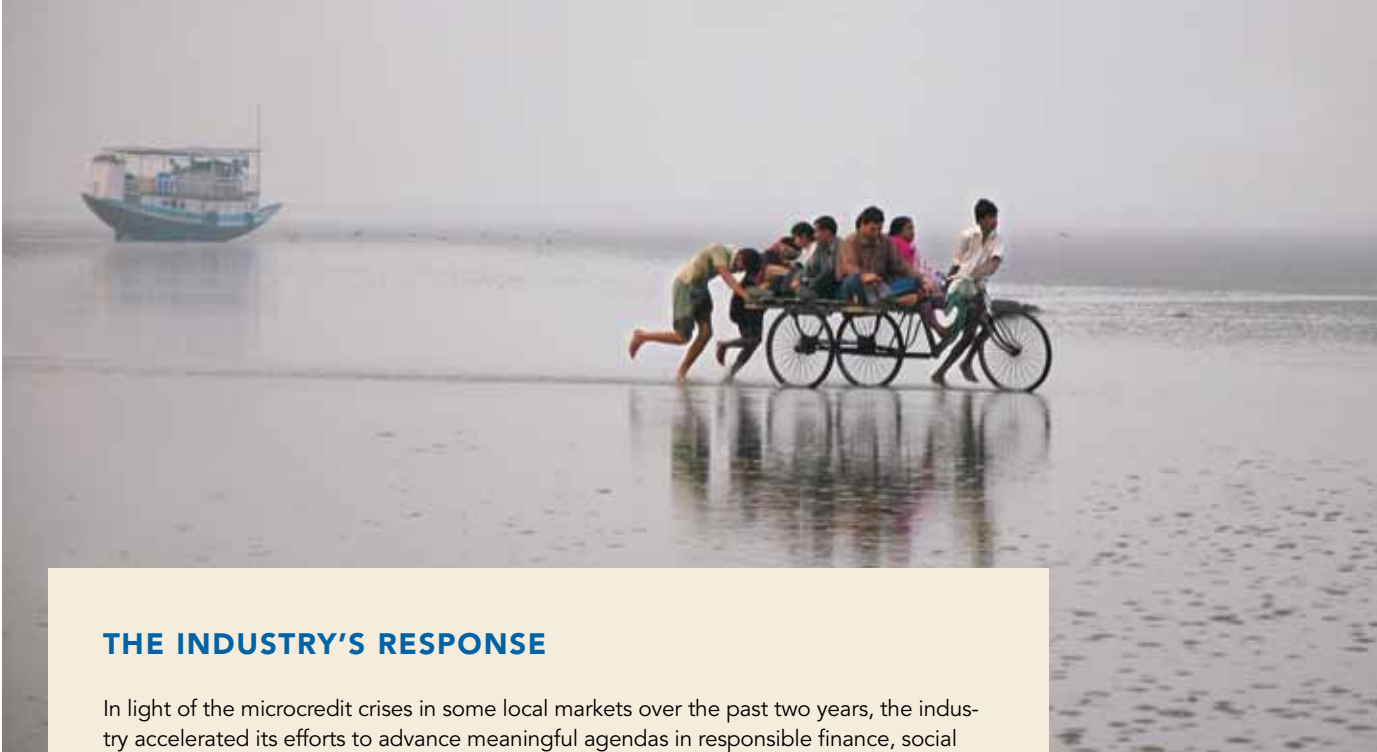 THE INDUSTRY’S RESPONSE
In light of the microcredit crises in some local markets over the past two years, the indus-
try accelerated its efforts to advance meaningful agendas in responsible finance, social